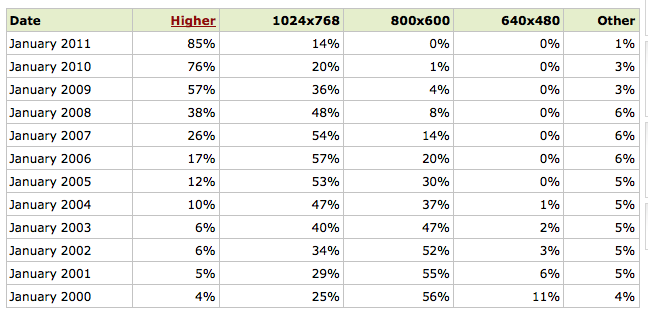 Date Higher 1024x768 800x600 640x480 Other
January 2011 85% 14% 0% 0% 1%
January 2010 76% 20% 1% 0% 3%
January 2009 57% 36% 4% 0% 3%
January 2008 38% 48% 8% 0% 6%
January 2007 26% 54% 14% 0% 6%
January 2006 17% 57% 20% 0% 6%
January 2005 12% 53% 30% 0% 5%
January 2004 10% 47% 37% 1% 5%
January 2003 6% 40% 47% 2% 5%
January 2002 6% 34% 52% 3% 5%
January 2001 5% 29% 55% 6% 5%
January 2000 4% 25% 56% 11% 4%